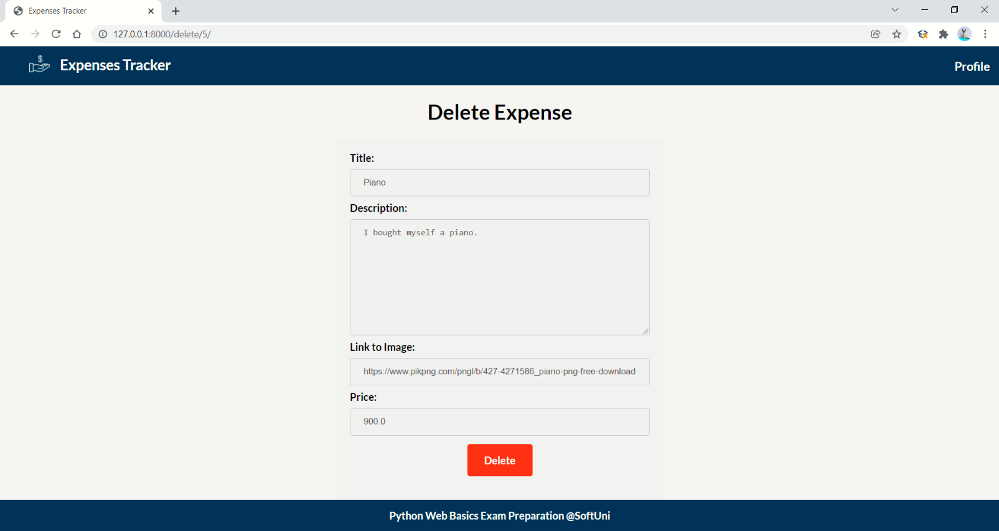 Expenses Tracker
127.0.0.1:8000/delete/5/
$ Expenses Tracker
Profile
Delete Expense
Title:
Piano
Description:
I bought myself a piano.
Link to Image:
https://www.pikpng.com/pngl/b/427-4271586_piano-png-free-download-
Price:
900.0
Delete
Python Web Basics Exam Preparation @SoftUni